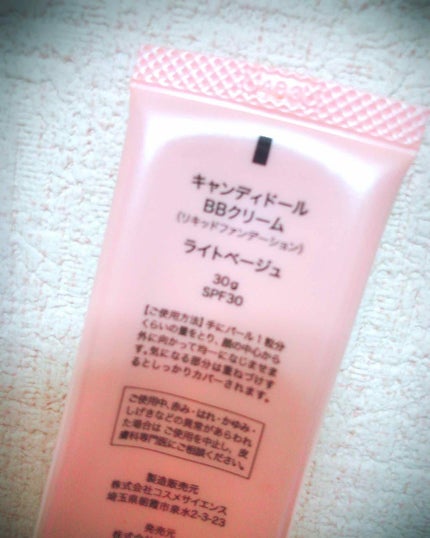 キャンディドール
BBクリーム
(リキッドファンデーション)
ライトベージュ
30g
SPF30
【ご使用方法】手にパール1粒分
くらいの量をとり、顔の中心から
外に向かって均一になじませま
す。気になる部分は重ねづけす
るとしっかりカバーされます。
ご使用中、赤み・はれ・かゆみ・
しげきなどの異常があらわれ
た場合は ご使用を中止し、皮
膚科専門医にご相談ください。
製造販売元
株式会社コスメサイエンス
埼玉県朝霞市泉水2-3-23
発売元
株式会社